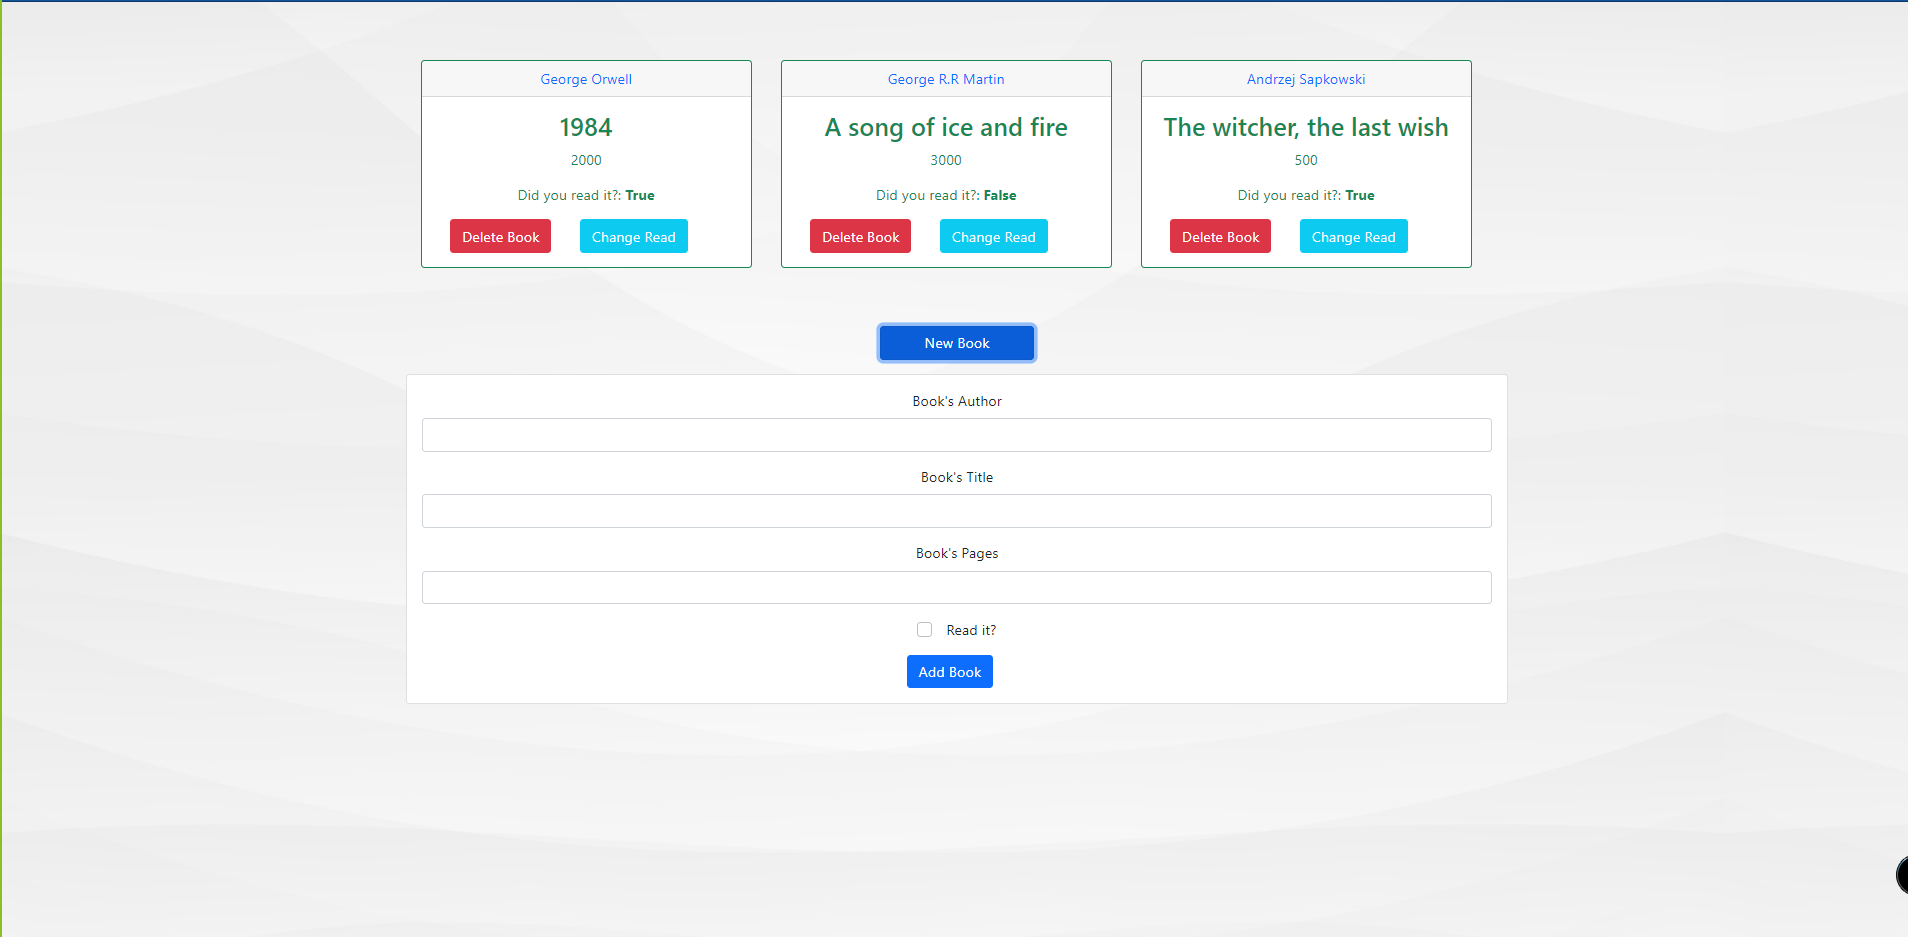 George Orwell
1984
2000
Did you read it?: True
Delete Book Change Read
George R.R Martin
A song of ice and fire
3000
Did you read it?: False
Delete Book Change Read
Andrzej Sapkowski
The witcher, the last wish
500
Did you read it?: True
Delete Book Change Read
New Book
Book's Author
Book's Title
Book's Pages
Read it?
Add Book